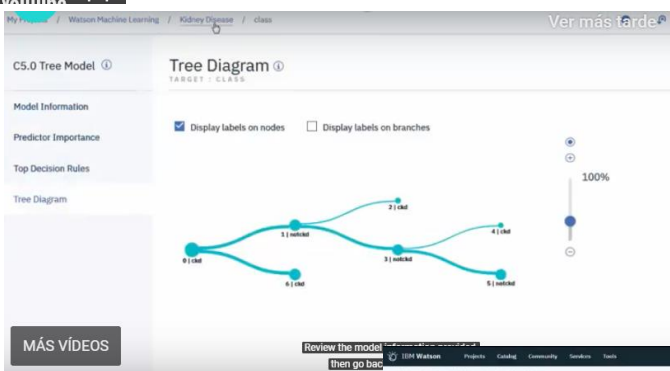 My Projects / Watson Machine Learning / Kidney Disease / class
Ver más tarde
C5.0 Tree Model
Tree Diagram
TARGET : CLASS
Model Information
Predictor Importance
Top Decision Rules
Tree Diagram
Display labels on nodes
Display labels on branches
100%
2 | ckd
1 | notckd
4 | ckd
0 | ckd
3 | notckd
6 | ckd
5 | notckd
MÁS VÍDEOS
Review the model information provided
then go bac
IBM Watson Projects Catalog Community Services Tools